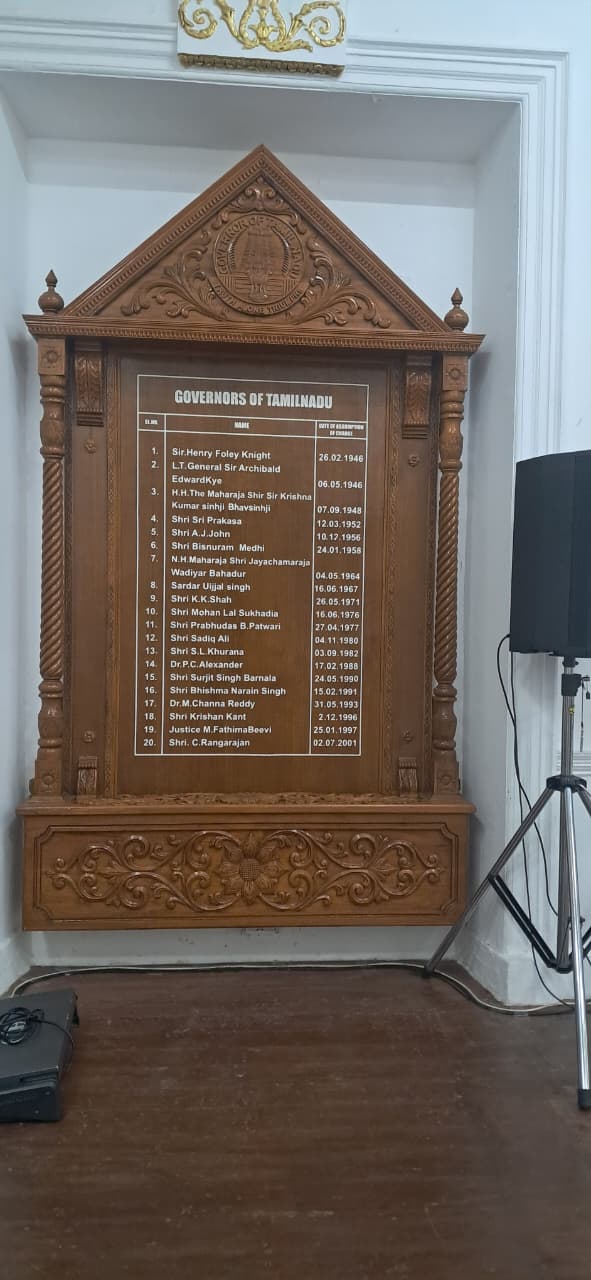 GOVERNOR OF TAMIL NADU
GOVERNORS OF TAMILNADU
SL.NO. NAME DATE OF ASSUMPTION
OF CHARGE
1. Sir.Henry Foley Knight 26.02.1946
2. L.T.General Sir Archibald
EdwardKye 06.05.1946
3. H.H.The Maharaja Shir Sir Krishna
Kumar sinhji Bhavsinhji 07.09.1948
4. Shri Sri Prakasa 12.03.1952
5. Shri A.J.John 10.12.1956
6. Shri Bisnuram Medhi 24.01.1958
7. N.H.Maharaja Shri Jayachamaraja
Wadiyar Bahadur 04.05.1964
8. Sardar Uijjal singh 16.06.1967
9. Shri K.K.Shah 26.05.1971
10. Shri Mohan Lal Sukhadia 16.06.1976
11. Shri Prabhudas B.Patwari 27.04.1977
12. Shri Sadiq Ali 04.11.1980
13. Shri S.L.Khurana 03.09.1982
14. Dr.P.C.Alexander 17.02.1988
15. Shri Surjit Singh Barnala 24.05.1990
16. Shri Bhishma Narain Singh 15.02.1991
17. Dr.M.Channa Reddy 31.05.1993
18. Shri Krishan Kant 2.12.1996
19. Justice M.FathimaBeevi 25.01.1997
20. Shri. C.Rangarajan 02.07.2001